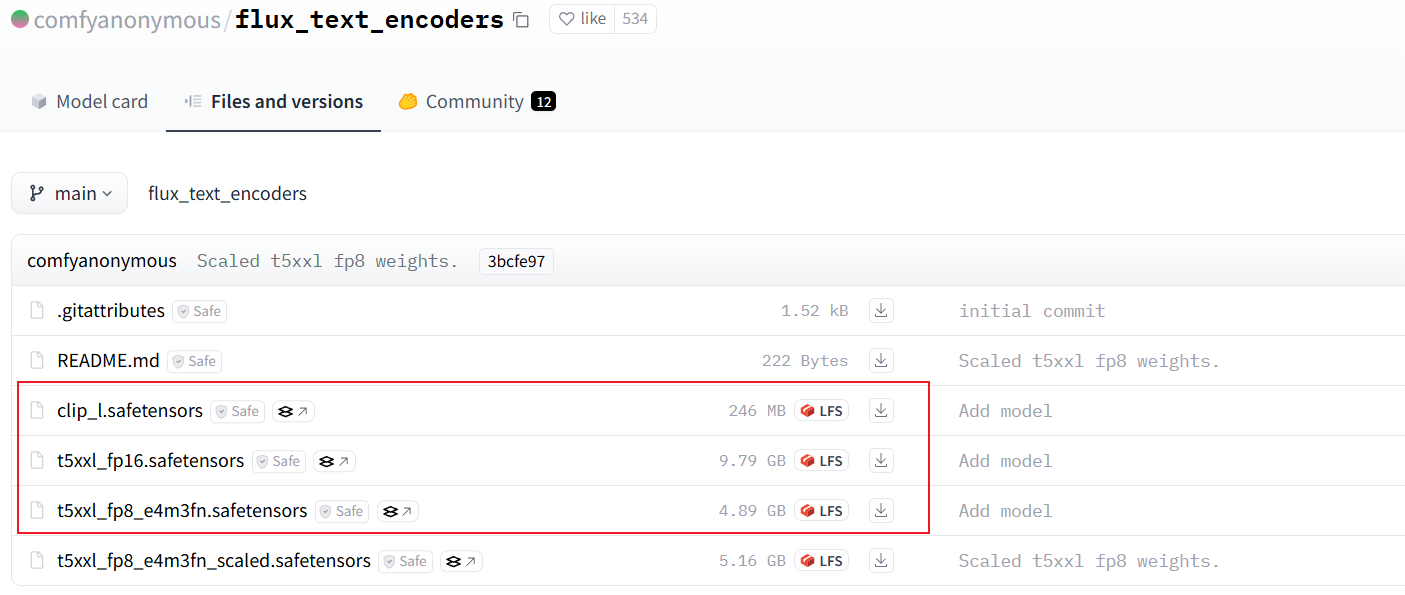 comfyanonymous/flux_text_encoders like 534
Model card Files and versions Community 12
main flux_text_encoders
comfyanonymous Scaled t5xxl fp8 weights. 3bcfe97
.gitattributes Safe 1.52 kB initial commit
README.md Safe 222 Bytes Scaled t5xxl fp8 weights.
clip_l.safetensors Safe 246 MB LFS Add model
t5xxl_fp16.safetensors Safe 9.79 GB LFS Add model
t5xxl_fp8_e4m3fn.safetensors Safe 4.89 GB LFS Add model
t5xxl_fp8_e4m3fn_scaled.safetensors Safe 5.16 GB LFS Scaled t5xxl fp8 weights.